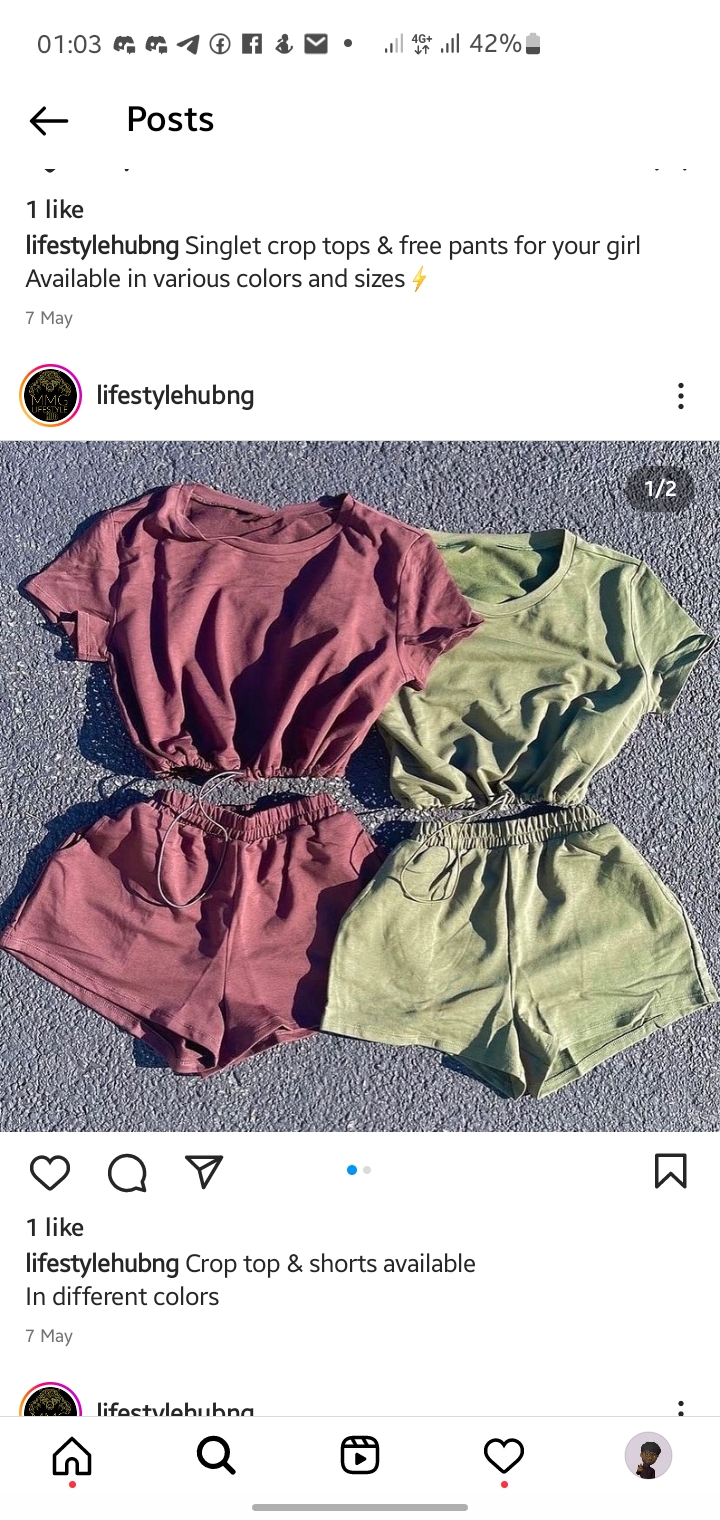 01:03
4G+
42%
Posts
1 like
lifestylehubng Singlet crop tops & free pants for your girl
Available in various colors and sizes⚡
7 May
MMG
LIFESTYLE
lifestylehubng
1/2
1 like
lifestylehubng Crop top & shorts available
In different colors
7 May
lifestylehubng